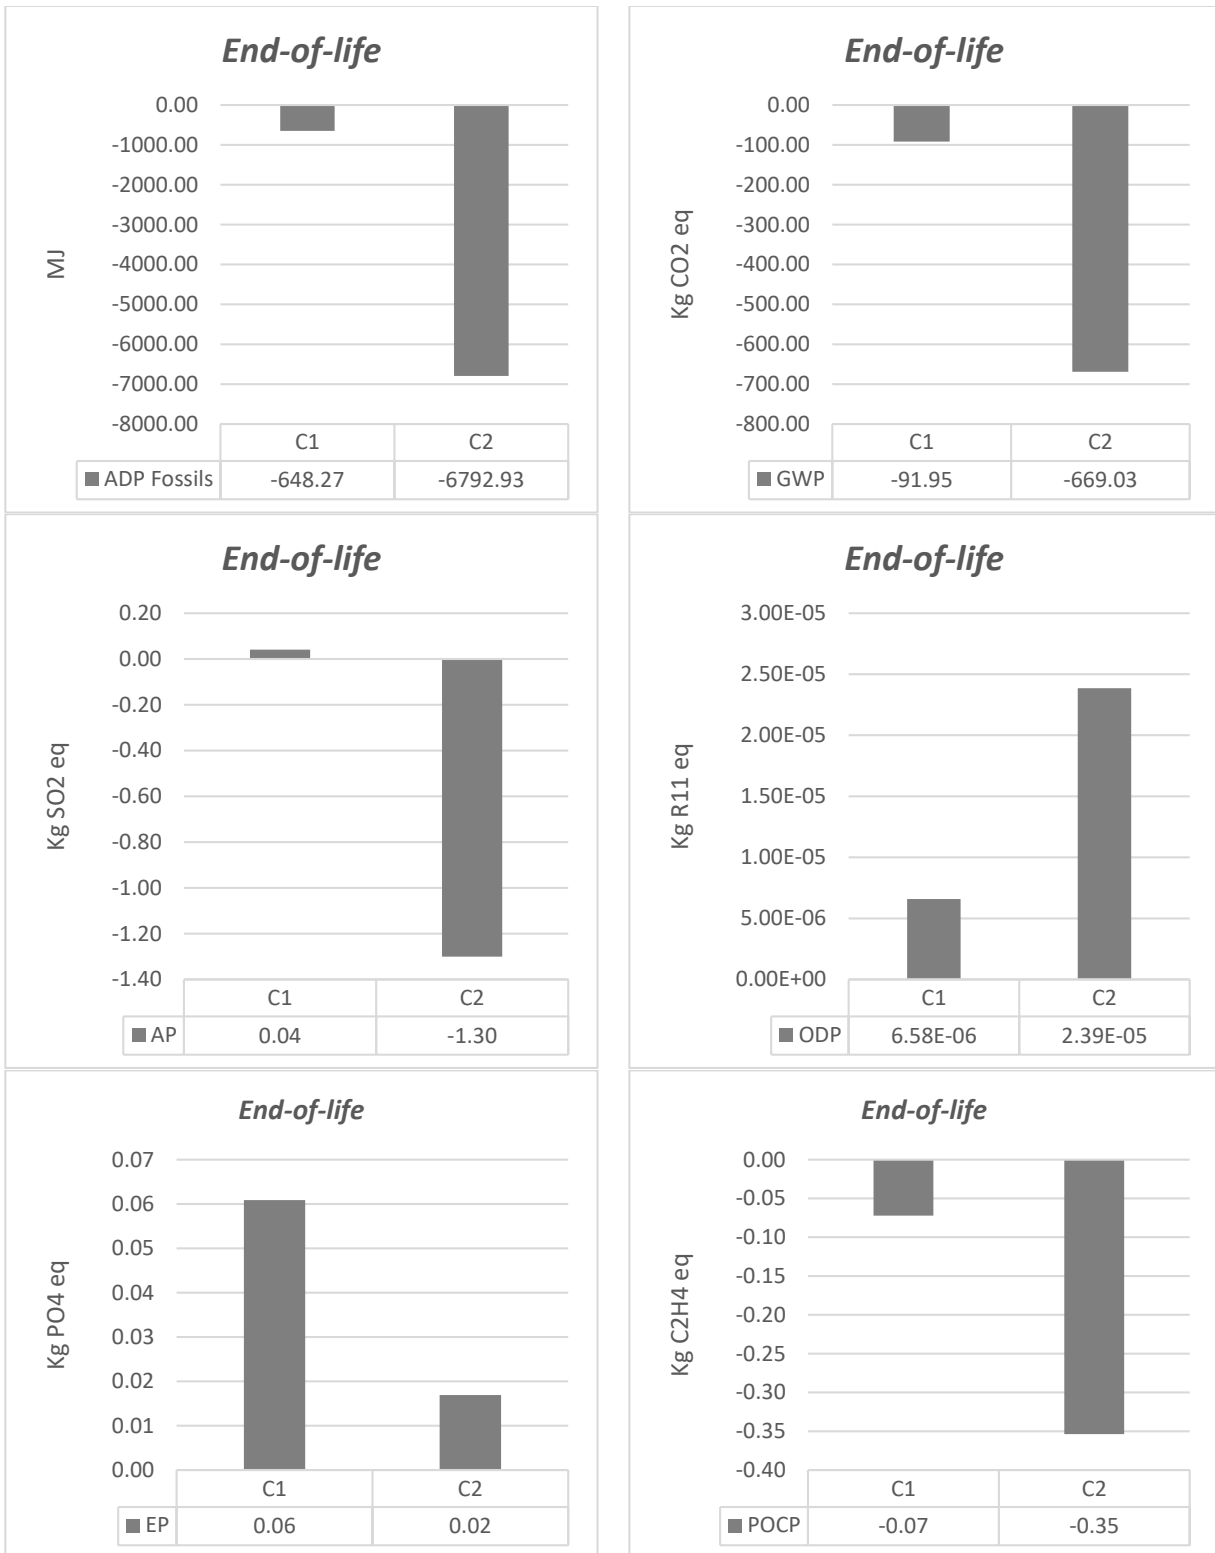 End-of-life
MJ
0.00
-1000.00
-2000.00
-3000.00
-4000.00
-5000.00
-6000.00
-7000.00
-8000.00
C1 C2
ADP Fossils -648.27 -6792.93
End-of-life
Kg CO2 eq
0.00
-100.00
-200.00
-300.00
-400.00
-500.00
-600.00
-700.00
-800.00
C1 C2
GWP -91.95 -669.03
End-of-life
Kg SO2 eq
0.20
0.00
-0.20
-0.40
-0.60
-0.80
-1.00
-1.20
-1.40
C1 C2
AP 0.04 -1.30
End-of-life
Kg R11 eq
3.00E-05
2.50E-05
2.00E-05
1.50E-05
1.00E-05
5.00E-06
0.00E+00
C1 C2
ODP 6.58E-06 2.39E-05
End-of-life
Kg PO4 eq
0.07
0.06
0.05
0.04
0.03
0.02
0.01
0.00
C1 C2
EP 0.06 0.02
End-of-life
Kg C2H4 eq
0.00
-0.05
-0.10
-0.15
-0.20
-0.25
-0.30
-0.35
-0.40
C1 C2
POCP -0.07 -0.35